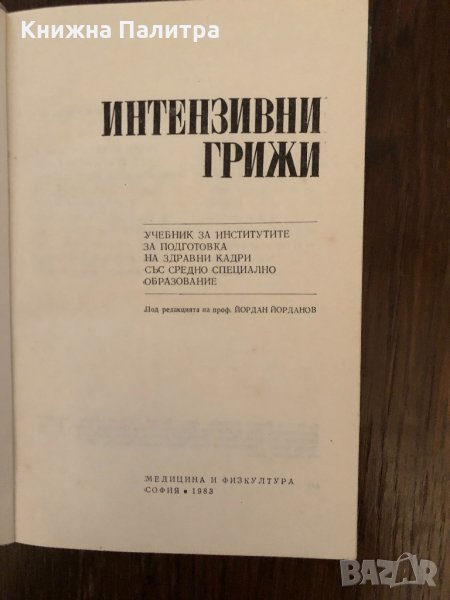 Книжна Палитра
ИНТЕНЗИВНИ
ГРИЖИ
УЧЕБНИК ЗА ИНСТИТУТИТЕ
ЗА ПОДГОТОВКА
НА ЗДРАВНИ КАДРИ
СЪС СРЕДНО СПЕЦИАЛНО
ОБРАЗОВАНИЕ
Под редакцията на проф. ЙОРДАН ЙОРДАНОВ
МЕДИЦИНА И ФИЗКУЛТУРА
СОФИЯ • 1983
BAZAR